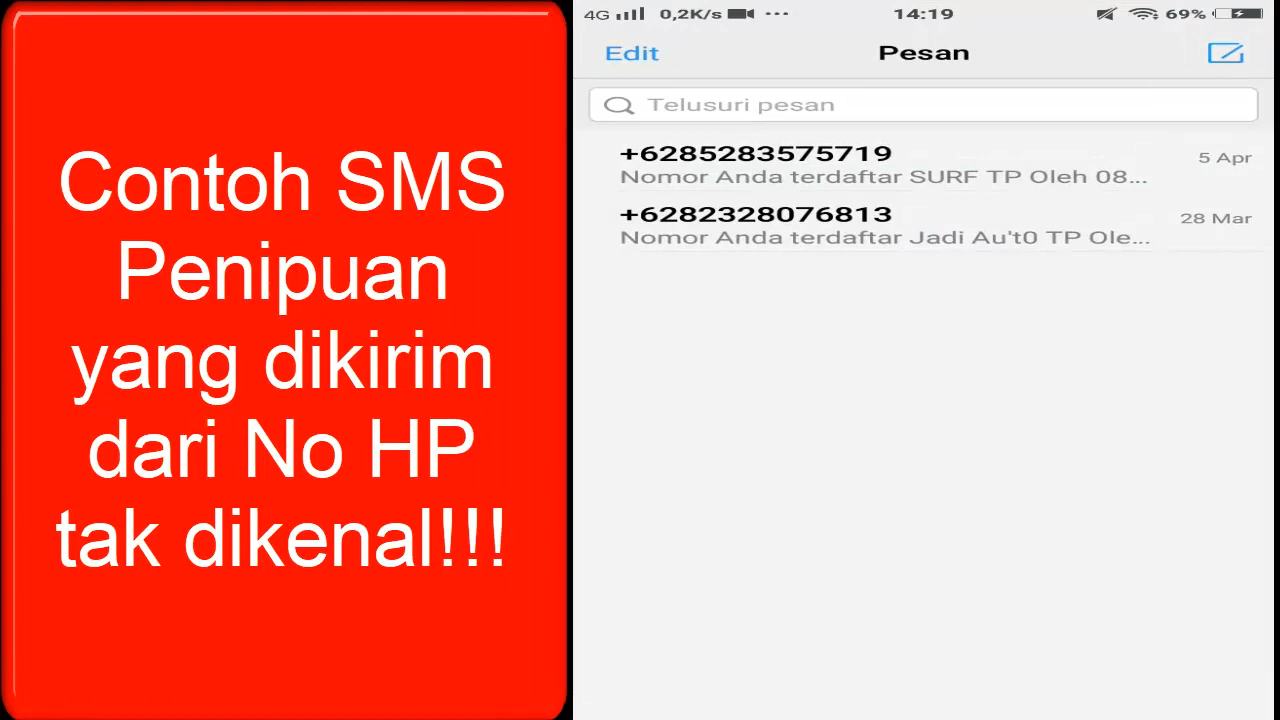 Contoh SMS
Penipuan
yang dikirim
dari No HP
tak dikenal!!!
4G 0,2K/s ... 14:19 69%
Edit Pesan
Telusuri pesan
+6285283575719 5 Apr
Nomor Anda terdaftar SURF TP Oleh 08...
+6282328076813 28 Mar
Nomor Anda terdaftar Jadi Au't0 TP Ole...